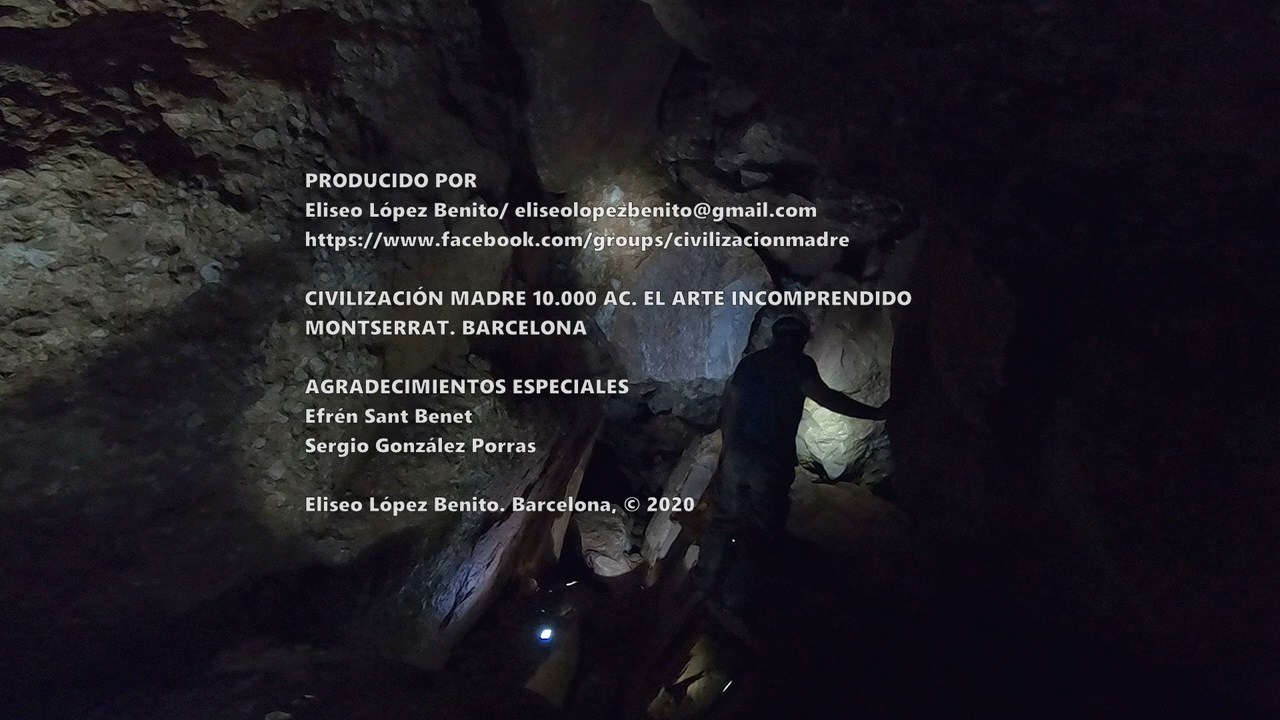 PRODUCIDO POR
Eliseo López Benito/ eliseolopezbenito@gmail.com
https://www.facebook.com/groups/civilizacionmadre
CIVILIZACIÓN MADRE 10.000 AC. EL ARTE INCOMPRENDIDO
MONTSERRAT. BARCELONA
AGRADECIMIENTOS ESPECIALES
Efrén Sant Benet
Sergio González Porras
Eliseo López Benito. Barcelona, © 2020